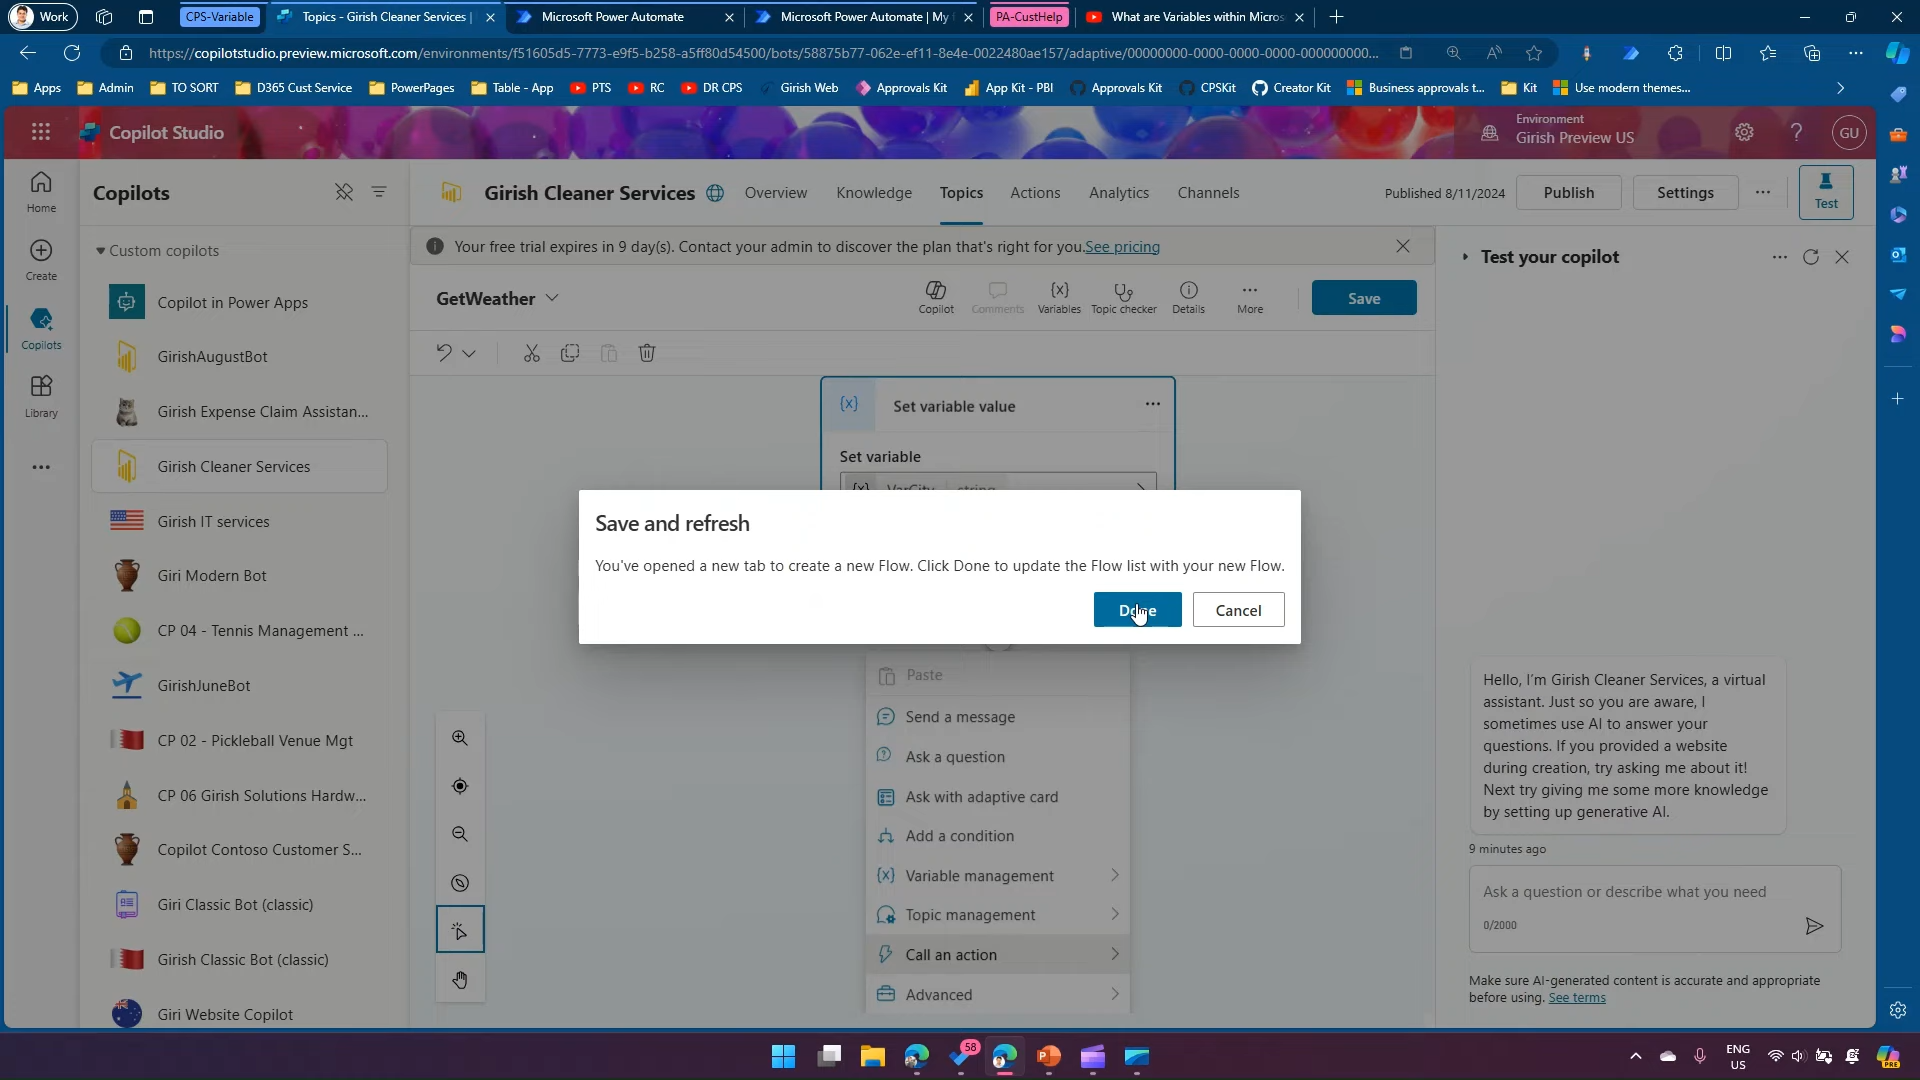 Work
CPS-Variable
Topics - Girish Cleaner Services |
Microsoft Power Automate
Microsoft Power Automate | My
PA-CustHelp
What are Variables within Micros
https://copilotstudio.preview.microsoft.com/environments/f51605d5-7773-e9f5-b258-a5ff80d54500/bots/58875b77-062e-ef11-8e4e-0022480ae157/adaptive/00000000-0000-0000-0000-000000000...
Apps
Admin
TO SORT
D365 Cust Service
PowerPages
Table - App
PTS
RC
DR CPS
Girish Web
Approvals Kit
App Kit - PBI
Approvals Kit
CPSKit
Creator Kit
Business approvals t...
Kit
Use modern themes...
Copilot Studio
Environment
Girish Preview US
GU
Home
Create
Copilots
Library
Copilots
Custom copilots
Copilot in Power Apps
GirishAugustBot
Girish Expense Claim Assistan...
Girish Cleaner Services
Girish IT services
Giri Modern Bot
CP 04 - Tennis Management ...
GirishJuneBot
CP 02 - Pickleball Venue Mgt
CP 06 Girish Solutions Hardw...
Copilot Contoso Customer S...
Giri Classic Bot (classic)
Girish Classic Bot (classic)
Giri Website Copilot
Girish Cleaner Services
Overview
Knowledge
Topics
Actions
Analytics
Channels
Published 8/11/2024
Publish
Settings
Test
Your free trial expires in 9 day(s). Contact your admin to discover the plan that's right for you.See pricing
GetWeather
Copilot
Comments
Variables
Topic checker
Details
More
Save
{x} Set variable value
Set variable
{x} VarCity string
Save and refresh
You've opened a new tab to create a new Flow. Click Done to update the Flow list with your new Flow.
Done
Cancel
Paste
Send a message
Ask a question
Ask with adaptive card
Add a condition
{x} Variable management
Topic management
Call an action
Advanced
Test your copilot
Hello, I'm Girish Cleaner Services, a virtual
assistant. Just so you are aware, I
sometimes use AI to answer your
questions. If you provided a website
during creation, try asking me about it!
Next try giving me some more knowledge
by setting up generative AI.
9 minutes ago
Ask a question or describe what you need
0/2000
Make sure AI-generated content is accurate and appropriate
before using. See terms
58
ENG
US
PRE